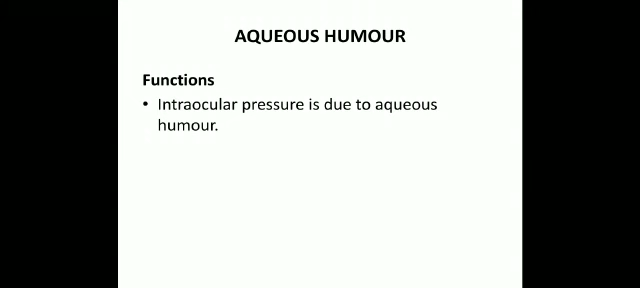 AQUEOUS HUMOUR
Functions
• Intraocular pressure is due to aqueous
humour.